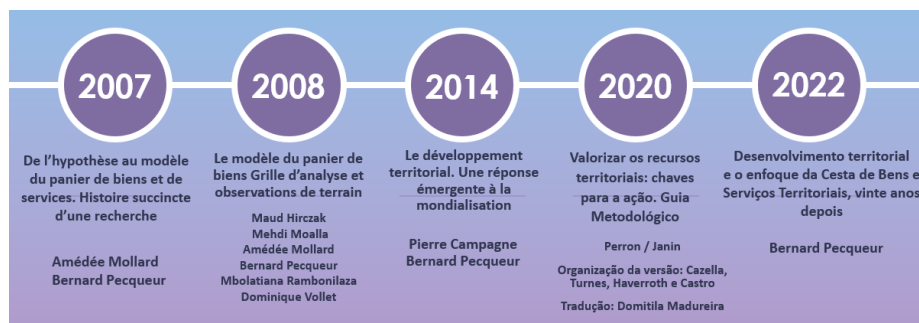 2007
De l'hypothèse au modèle
du panier de biens et de
services. Histoire succincte
d'une recherche
Amédée Mollard
Bernard Pecqueur
2008
Le modèle du panier de
biens Grille d'analyse et
observations de terrain
Maud Hirczak
Mehdi Moalla
Amédée Mollard
Bernard Pecqueur
Mbolatiana Rambonilaza
Dominique Vollet
2014
Le développement
territorial. Une réponse
émergente à la
mondialisation
Pierre Campagne
Bernard Pecqueur
2020
Valorizar os recursos
territoriais: chaves
para a ação. Guia
Metodológico
Perron / Janin
Organização da versão: Cazella,
Turnes, Haverroth e Castro
Tradução: Domitila Madureira
2022
Desenvolvimento territorial
e o enfoque da Cesta de Bens e
Serviços Territoriais, vinte anos
depois
Bernard Pecqueur